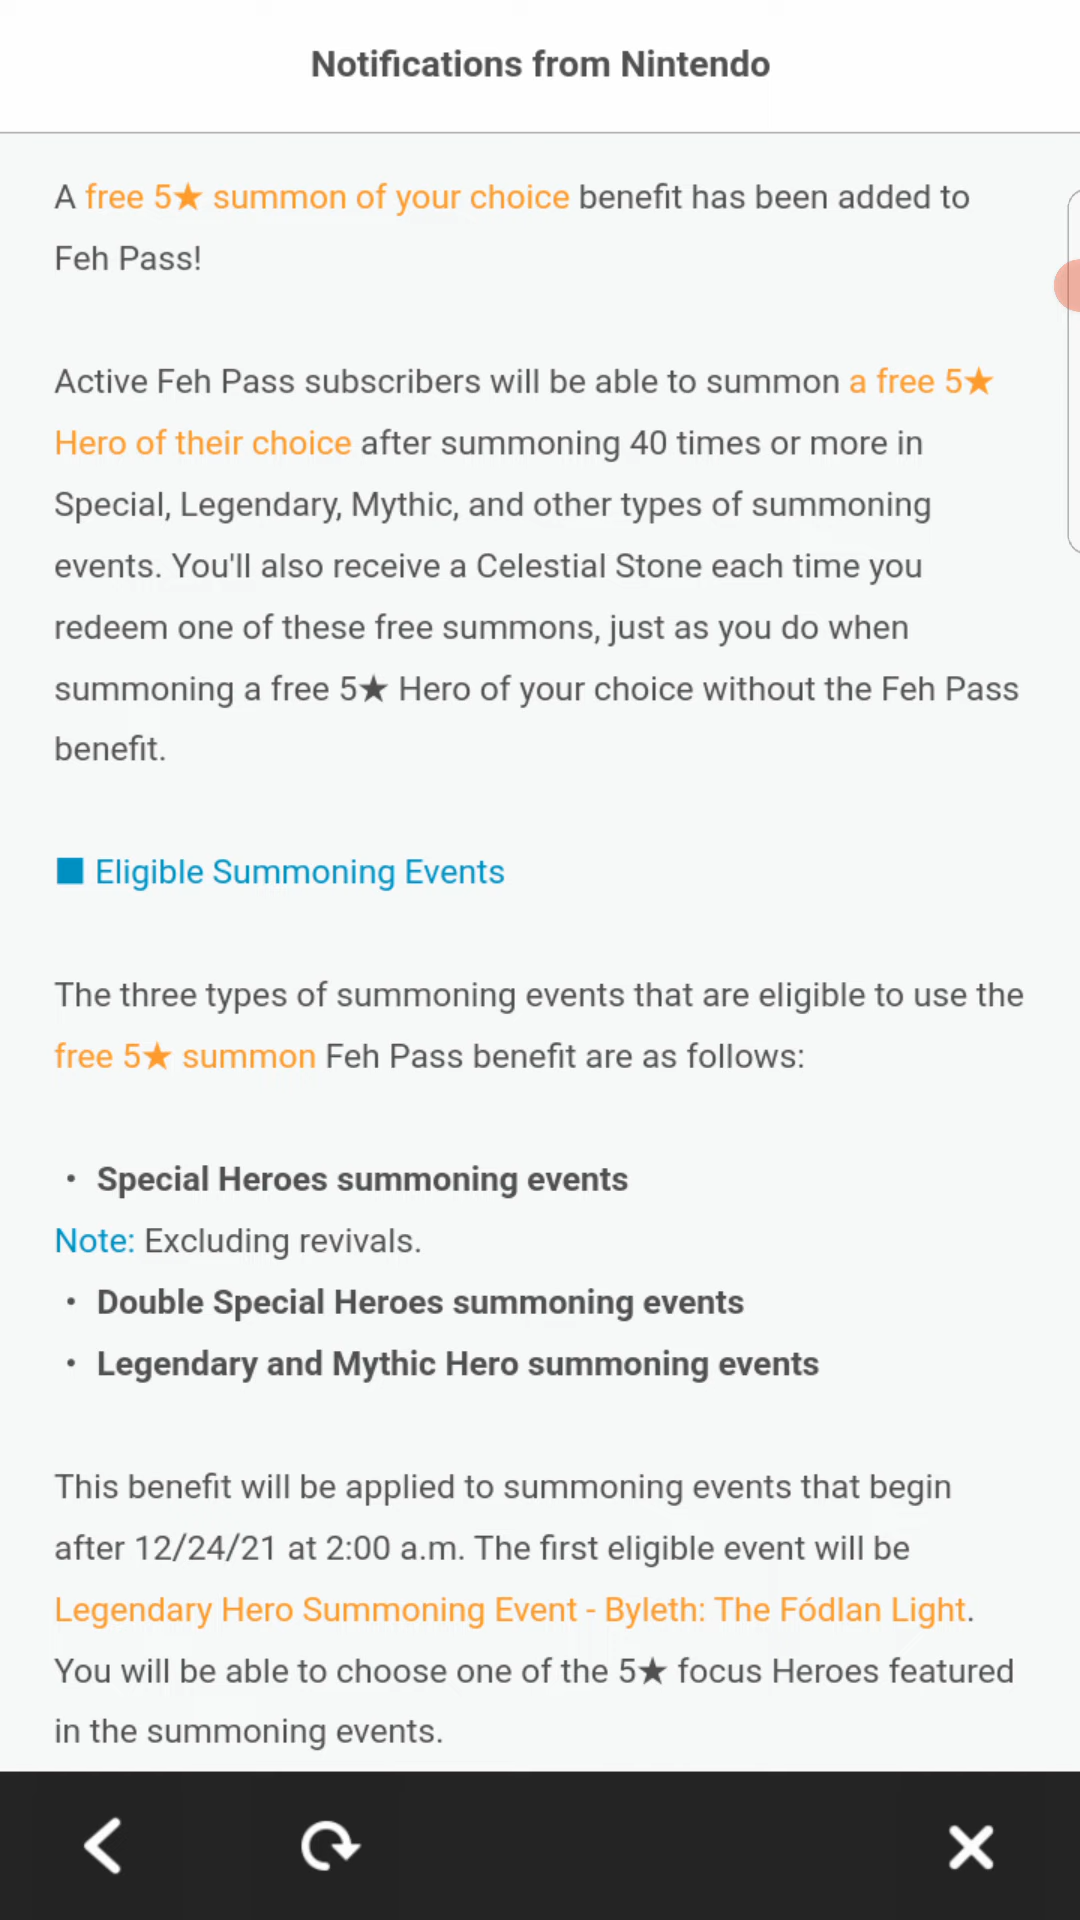 Notifications from Nintendo
A free 5★ summon of your choice benefit has been added to
Feh Pass!
Active Feh Pass subscribers will be able to summon a free 5★
Hero of their choice after summoning 40 times or more in
Special, Legendary, Mythic, and other types of summoning
events. You'll also receive a Celestial Stone each time you
redeem one of these free summons, just as you do when
summoning a free 5★ Hero of your choice without the Feh Pass
benefit.
■ Eligible Summoning Events
The three types of summoning events that are eligible to use the
free 5★ summon Feh Pass benefit are as follows:
・ Special Heroes summoning events
Note: Excluding revivals.
・ Double Special Heroes summoning events
・ Legendary and Mythic Hero summoning events
This benefit will be applied to summoning events that begin
after 12/24/21 at 2:00 a.m. The first eligible event will be
Legendary Hero Summoning Event - Byleth: The Fódlan Light.
You will be able to choose one of the 5★ focus Heroes featured
in the summoning events.